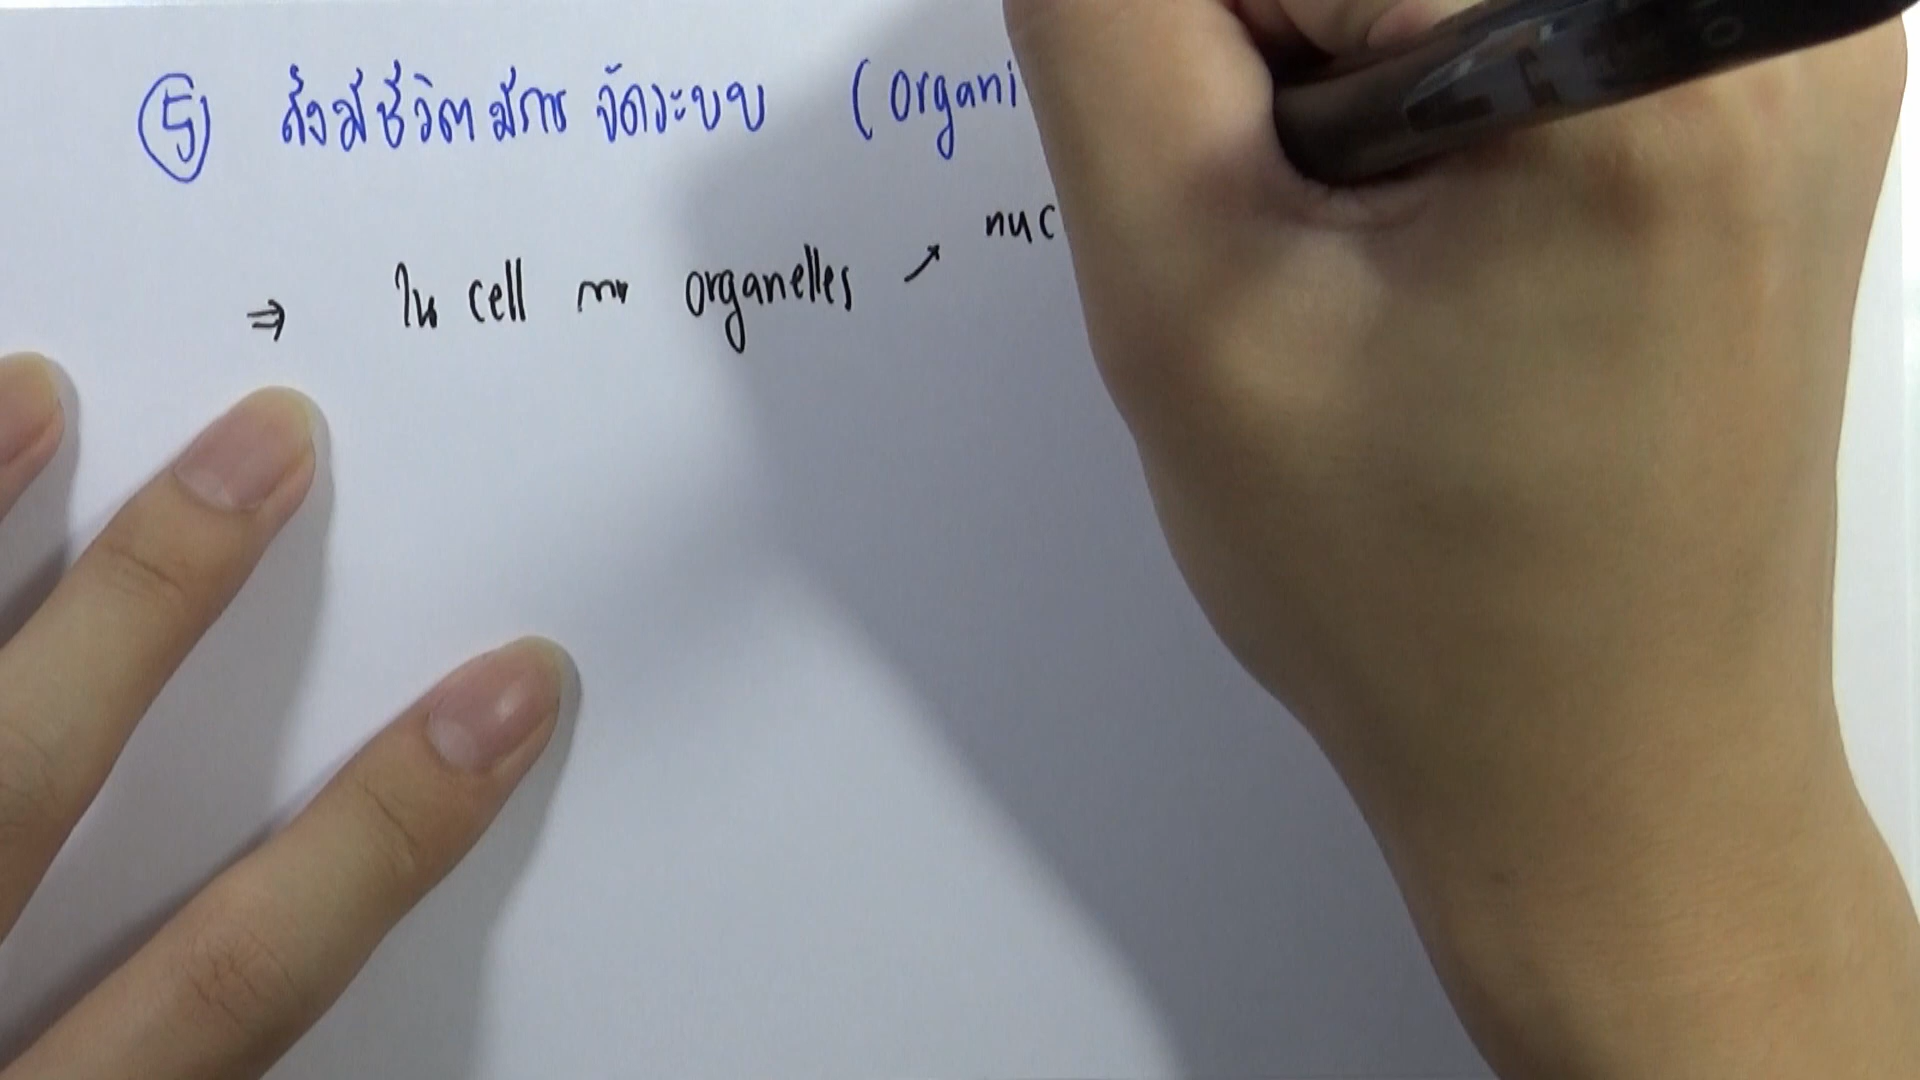 ⑤ สิ่งมีชีวิตมีการจัดระบบ (organi
nuc
⇒ ใน cell organelles ↗